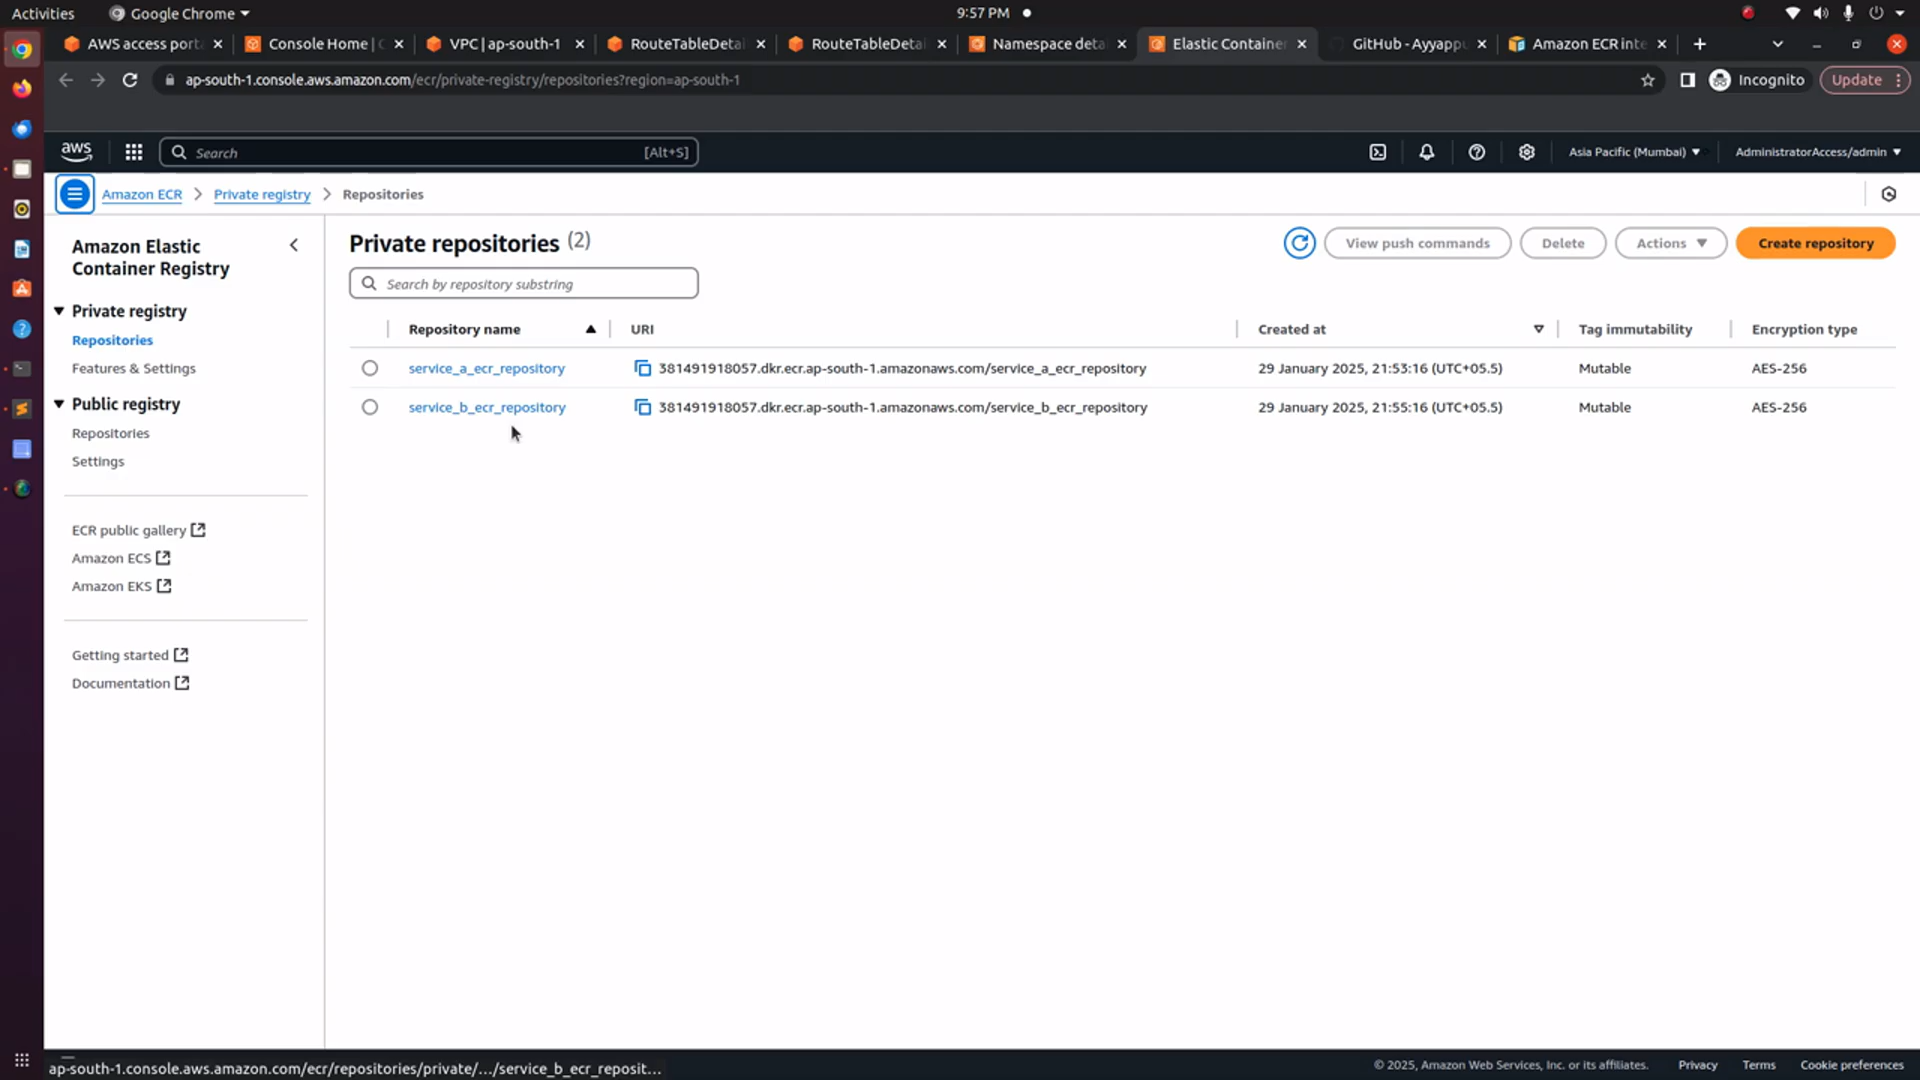 Activities
Google Chrome
9:57 PM
AWS access porta
Console Home | C
VPC | ap-south-1
RouteTableDetai
RouteTableDetai
Namespace detai
Elastic Container
GitHub - Ayyappu
Amazon ECR inte
ap-south-1.console.aws.amazon.com/ecr/private-registry/repositories?region=ap-south-1
Incognito
Update
aws
Search
[Alt+S]
Asia Pacific (Mumbai)
AdministratorAccess/admin
Amazon ECR
Private registry
Repositories
Amazon Elastic
Container Registry
Private registry
Repositories
Features & Settings
Public registry
Repositories
Settings
ECR public gallery
Amazon ECS
Amazon EKS
Getting started
Documentation
Private repositories (2)
View push commands
Delete
Actions
Create repository
Search by repository substring
Repository name
URI
Created at
Tag immutability
Encryption type
service_a_ecr_repository
381491918057.dkr.ecr.ap-south-1.amazonaws.com/service_a_ecr_repository
29 January 2025, 21:53:16 (UTC+05.5)
Mutable
AES-256
service_b_ecr_repository
381491918057.dkr.ecr.ap-south-1.amazonaws.com/service_b_ecr_repository
29 January 2025, 21:55:16 (UTC+05.5)
Mutable
AES-256
ap-south-1.console.aws.amazon.com/ecr/repositories/private/.../service_b_ecr_reposit...
© 2025, Amazon Web Services, Inc. or its affiliates.
Privacy
Terms
Cookie preferences